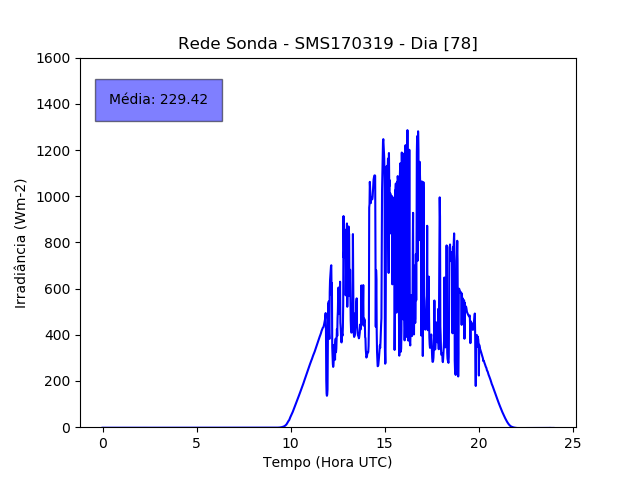 Rede Sonda - SMS170319 - Dia [78]
1600
1400
1200
1000
800
600
400
200
0
Média: 229.42
Irradiância (Wm-2)
0 5 10 15 20 25
Tempo (Hora UTC)